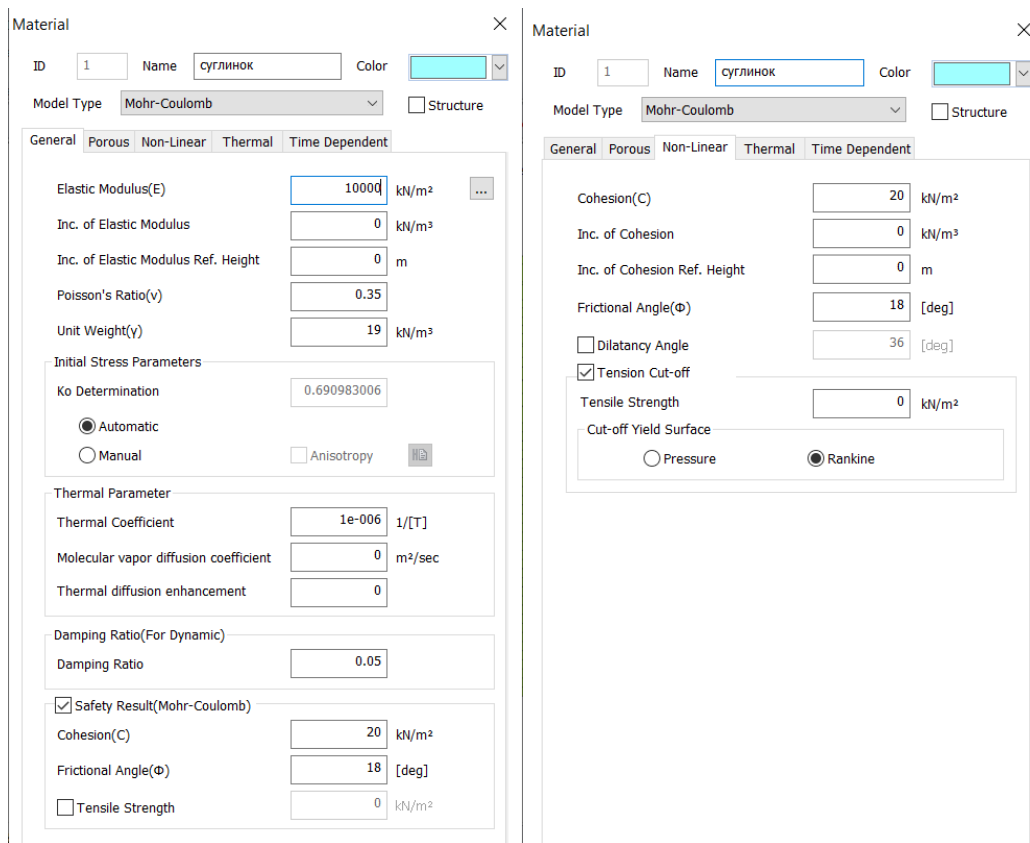 Material
ID 1 Name суглинок Color
Model Type Mohr-Coulomb Structure
General Porous Non-Linear Thermal Time Dependent
Elastic Modulus(E) 10000 kN/m² ...
Inc. of Elastic Modulus 0 kN/m³
Inc. of Elastic Modulus Ref. Height 0 m
Poisson's Ratio(ν) 0.35
Unit Weight(γ) 19 kN/m³
Initial Stress Parameters
Ko Determination 0.690983006
Automatic
Manual Anisotropy
Thermal Parameter
Thermal Coefficient 1e-006 1/[T]
Molecular vapor diffusion coefficient 0 m²/sec
Thermal diffusion enhancement 0
Damping Ratio(For Dynamic)
Damping Ratio 0.05
Safety Result(Mohr-Coulomb)
Cohesion(C) 20 kN/m²
Frictional Angle(Φ) 18 [deg]
Tensile Strength 0 kN/m²
Material
ID 1 Name суглинок Color
Model Type Mohr-Coulomb Structure
General Porous Non-Linear Thermal Time Dependent
Cohesion(C) 20 kN/m²
Inc. of Cohesion 0 kN/m³
Inc. of Cohesion Ref. Height 0 m
Frictional Angle(Φ) 18 [deg]
Dilatancy Angle 36 [deg]
Tension Cut-off
Tensile Strength 0 kN/m²
Cut-off Yield Surface
Pressure Rankine